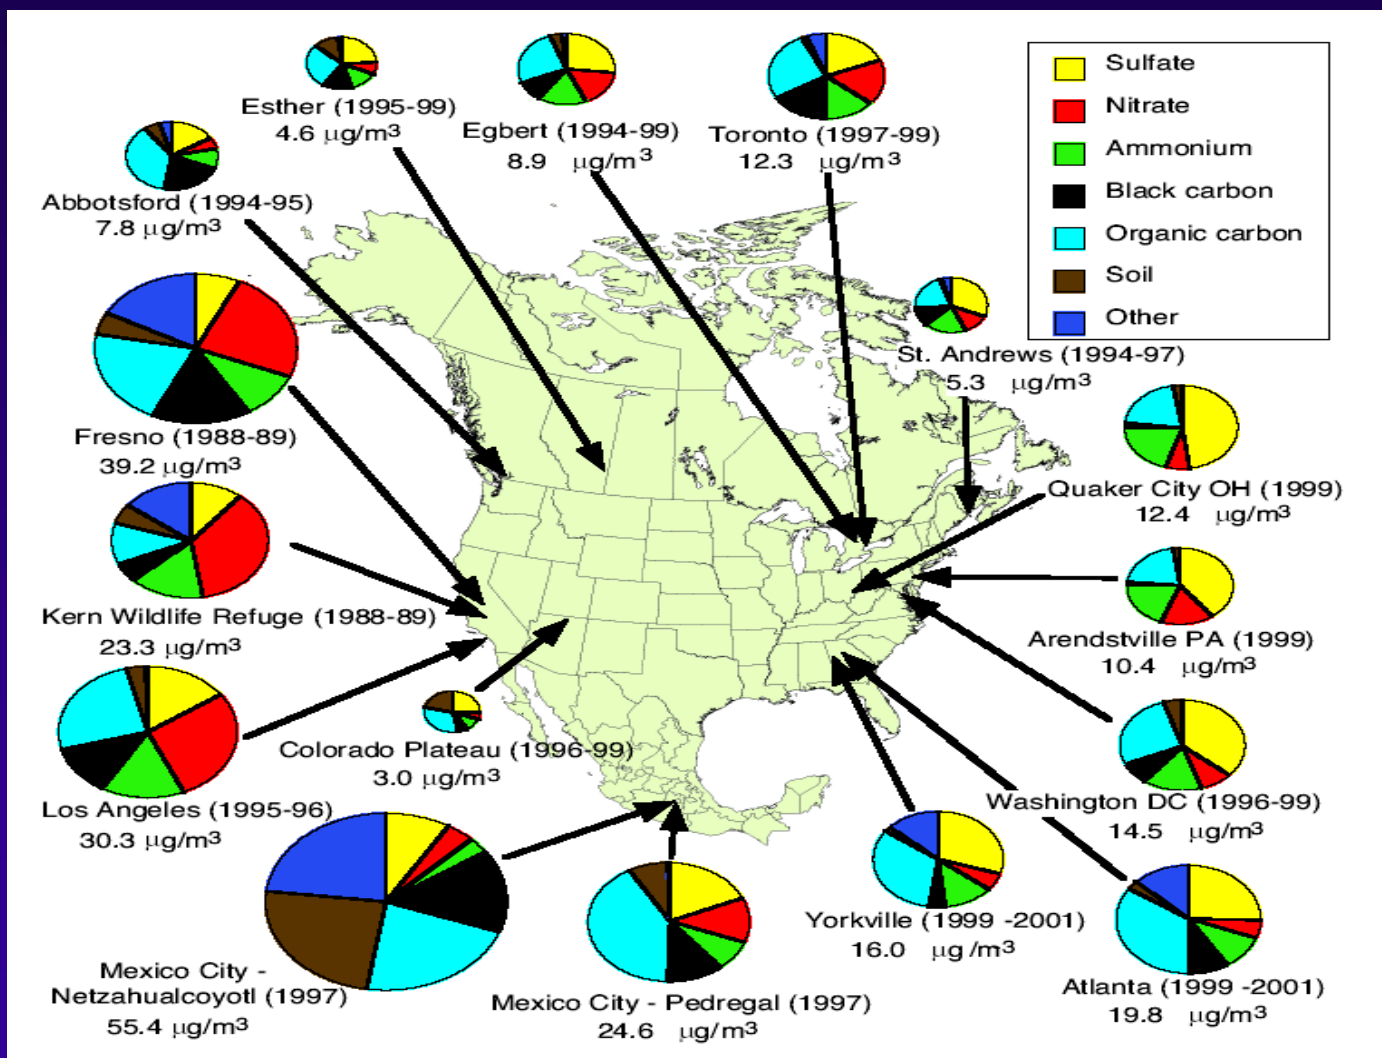 Esther (1995-99)
4.6 µg/m3
Egbert (1994-99)
8.9 µg/m3
Toronto (1997-99)
12.3 µg/m3
Sulfate
Nitrate
Ammonium
Black carbon
Organic carbon
Soil
Other
Abbotsford (1994-95)
7.8 µg/m3
St. Andrews (1994-97)
5.3 µg/m3
Fresno (1988-89)
39.2 µg/m3
Quaker City OH (1999)
12.4 µg/m3
Kern Wildlife Refuge (1988-89)
23.3 µg/m3
Arendstville PA (1999)
10.4 µg/m3
Colorado Plateau (1996-99)
3.0 µg/m3
Los Angeles (1995-96)
30.3 µg/m3
Washington DC (1996-99)
14.5 µg/m3
Yorkville (1999 -2001)
16.0 µg /m3
Mexico City -
Netzahualcoyotl (1997)
55.4 µg/m3
Mexico City - Pedregal (1997)
24.6 µg/m3
Atlanta (1999 -2001)
19.8 µg/m3